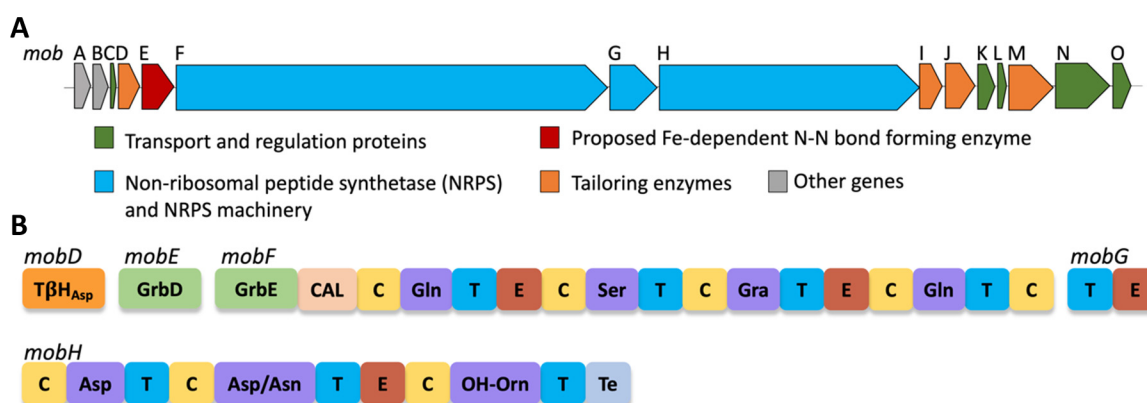 A
mob A B C D E F G H I J K L M N O
Transport and regulation proteins
Proposed Fe-dependent N-N bond forming enzyme
Non-ribosomal peptide synthetase (NRPS)
and NRPS machinery
Tailoring enzymes
Other genes
B
mobD mobE mobF mobG
TβH_Asp GrbD GrbE CAL C Gln T E C Ser T C Gra T E C Gln T C T E
mobH
C Asp T C Asp/Asn T E C OH-Orn T Te